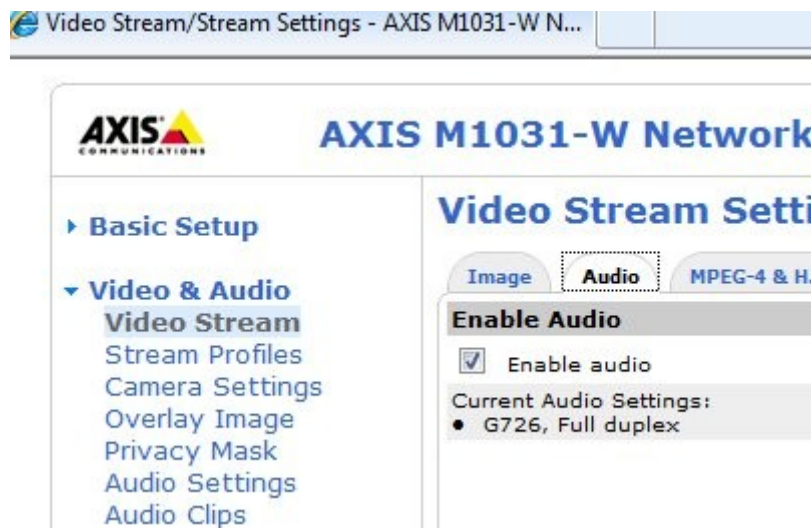 Video Stream/Stream Settings - AXIS M1031-W N...
AXIS
COMMUNICATIONS
AXIS M1031-W Network
Basic Setup
Video & Audio
Video Stream
Stream Profiles
Camera Settings
Overlay Image
Privacy Mask
Audio Settings
Audio Clips
Video Stream Setti
Image Audio MPEG-4 & H.
Enable Audio
Enable audio
Current Audio Settings:
• G726, Full duplex